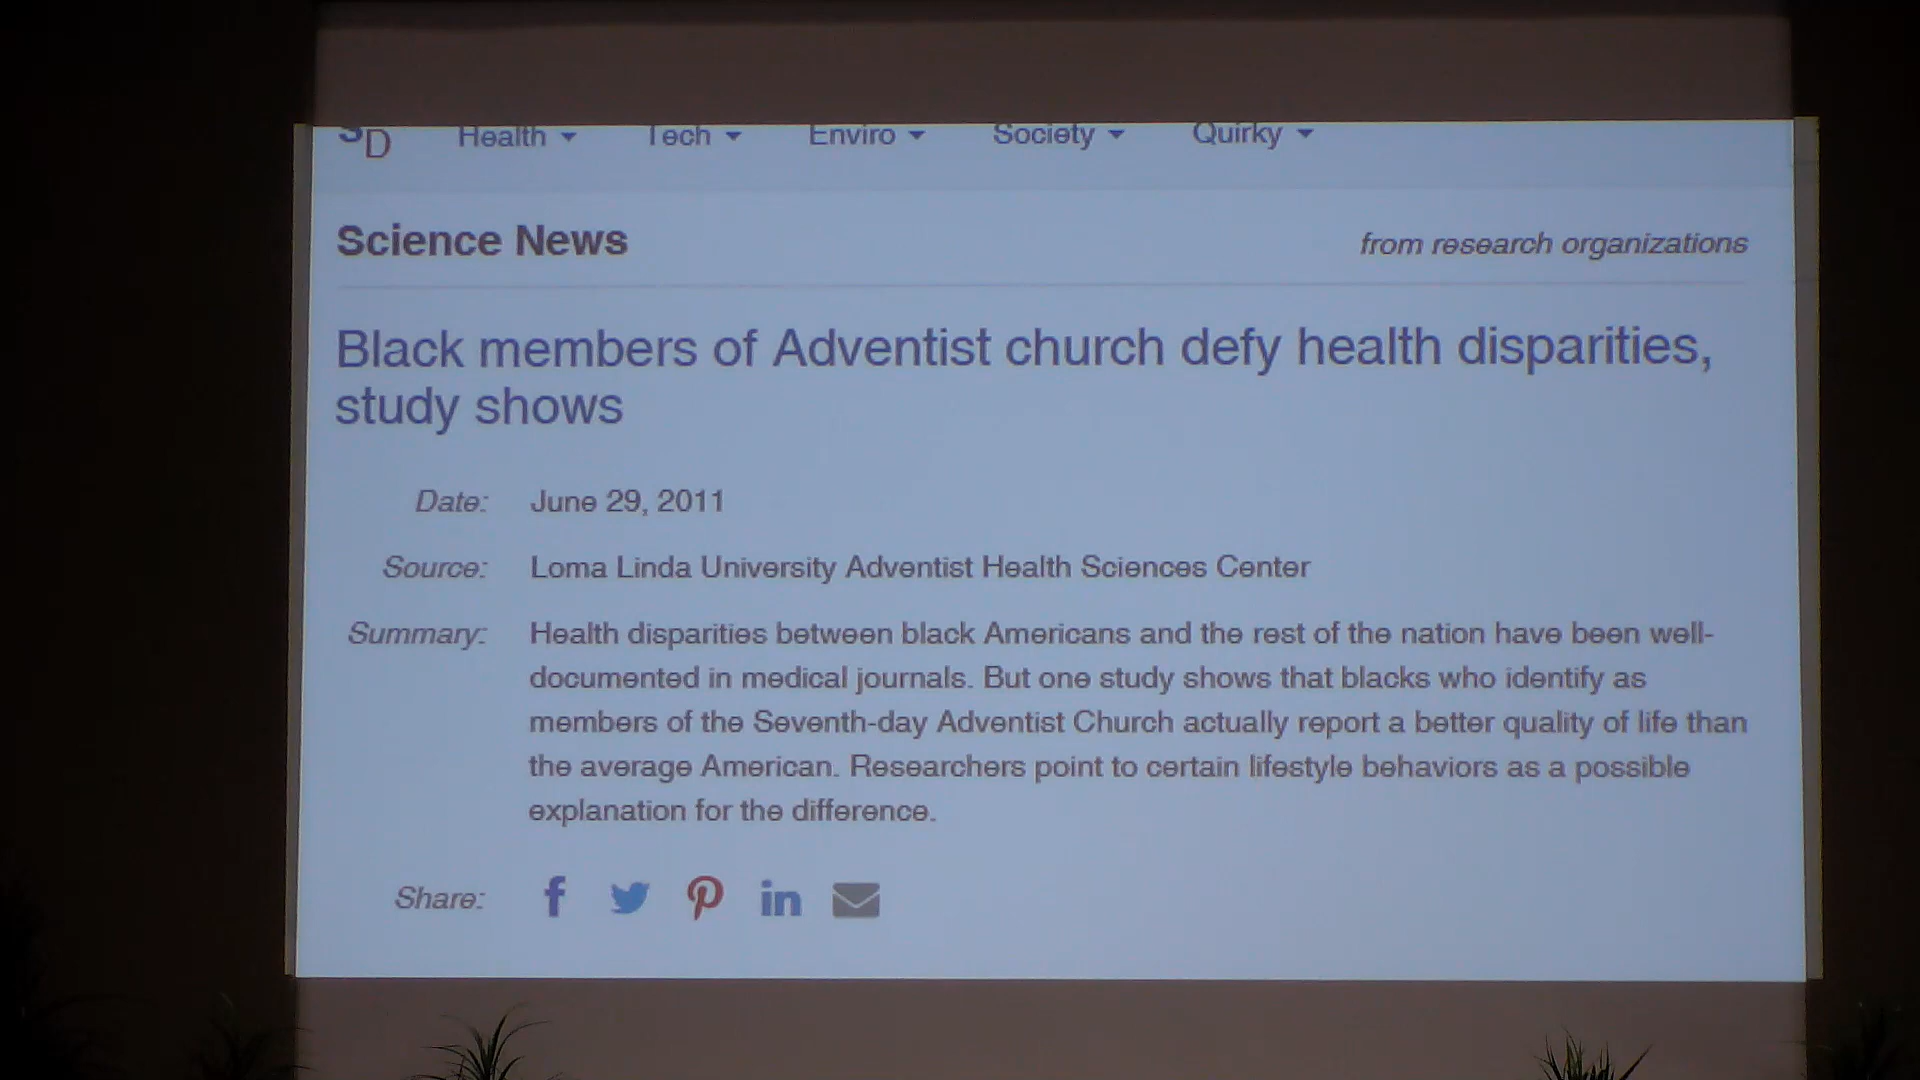 SD Health Tech Enviro Society Quirky
Science News from research organizations
Black members of Adventist church defy health disparities,
study shows
Date: June 29, 2011
Source: Loma Linda University Adventist Health Sciences Center
Summary: Health disparities between black Americans and the rest of the nation have been well-
documented in medical journals. But one study shows that blacks who identify as
members of the Seventh-day Adventist Church actually report a better quality of life than
the average American. Researchers point to certain lifestyle behaviors as a possible
explanation for the difference.
Share: f in